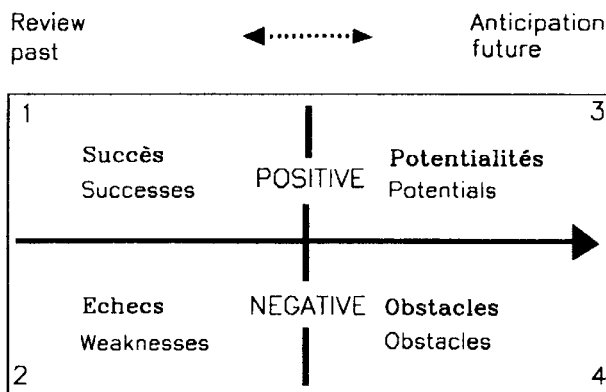 Review
past
Anticipation
future
1
3
Succès
Successes
POSITIVE
Potentialités
Potentials
Echecs
Weaknesses
NEGATIVE
Obstacles
Obstacles
2
4